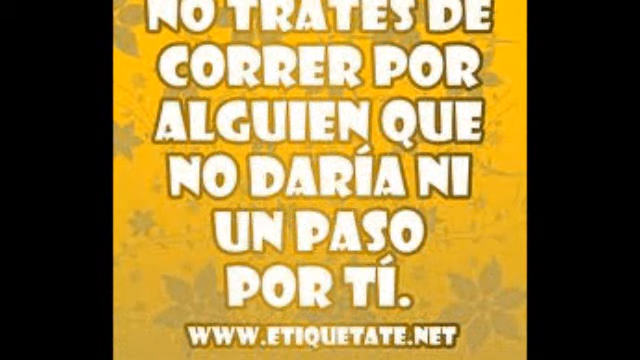 NO TRATES DE
CORRER POR
ALGUIEN QUE
NO DARÍA NI
UN PASO
POR TÍ.
WWW.ETIQUETATE.NET